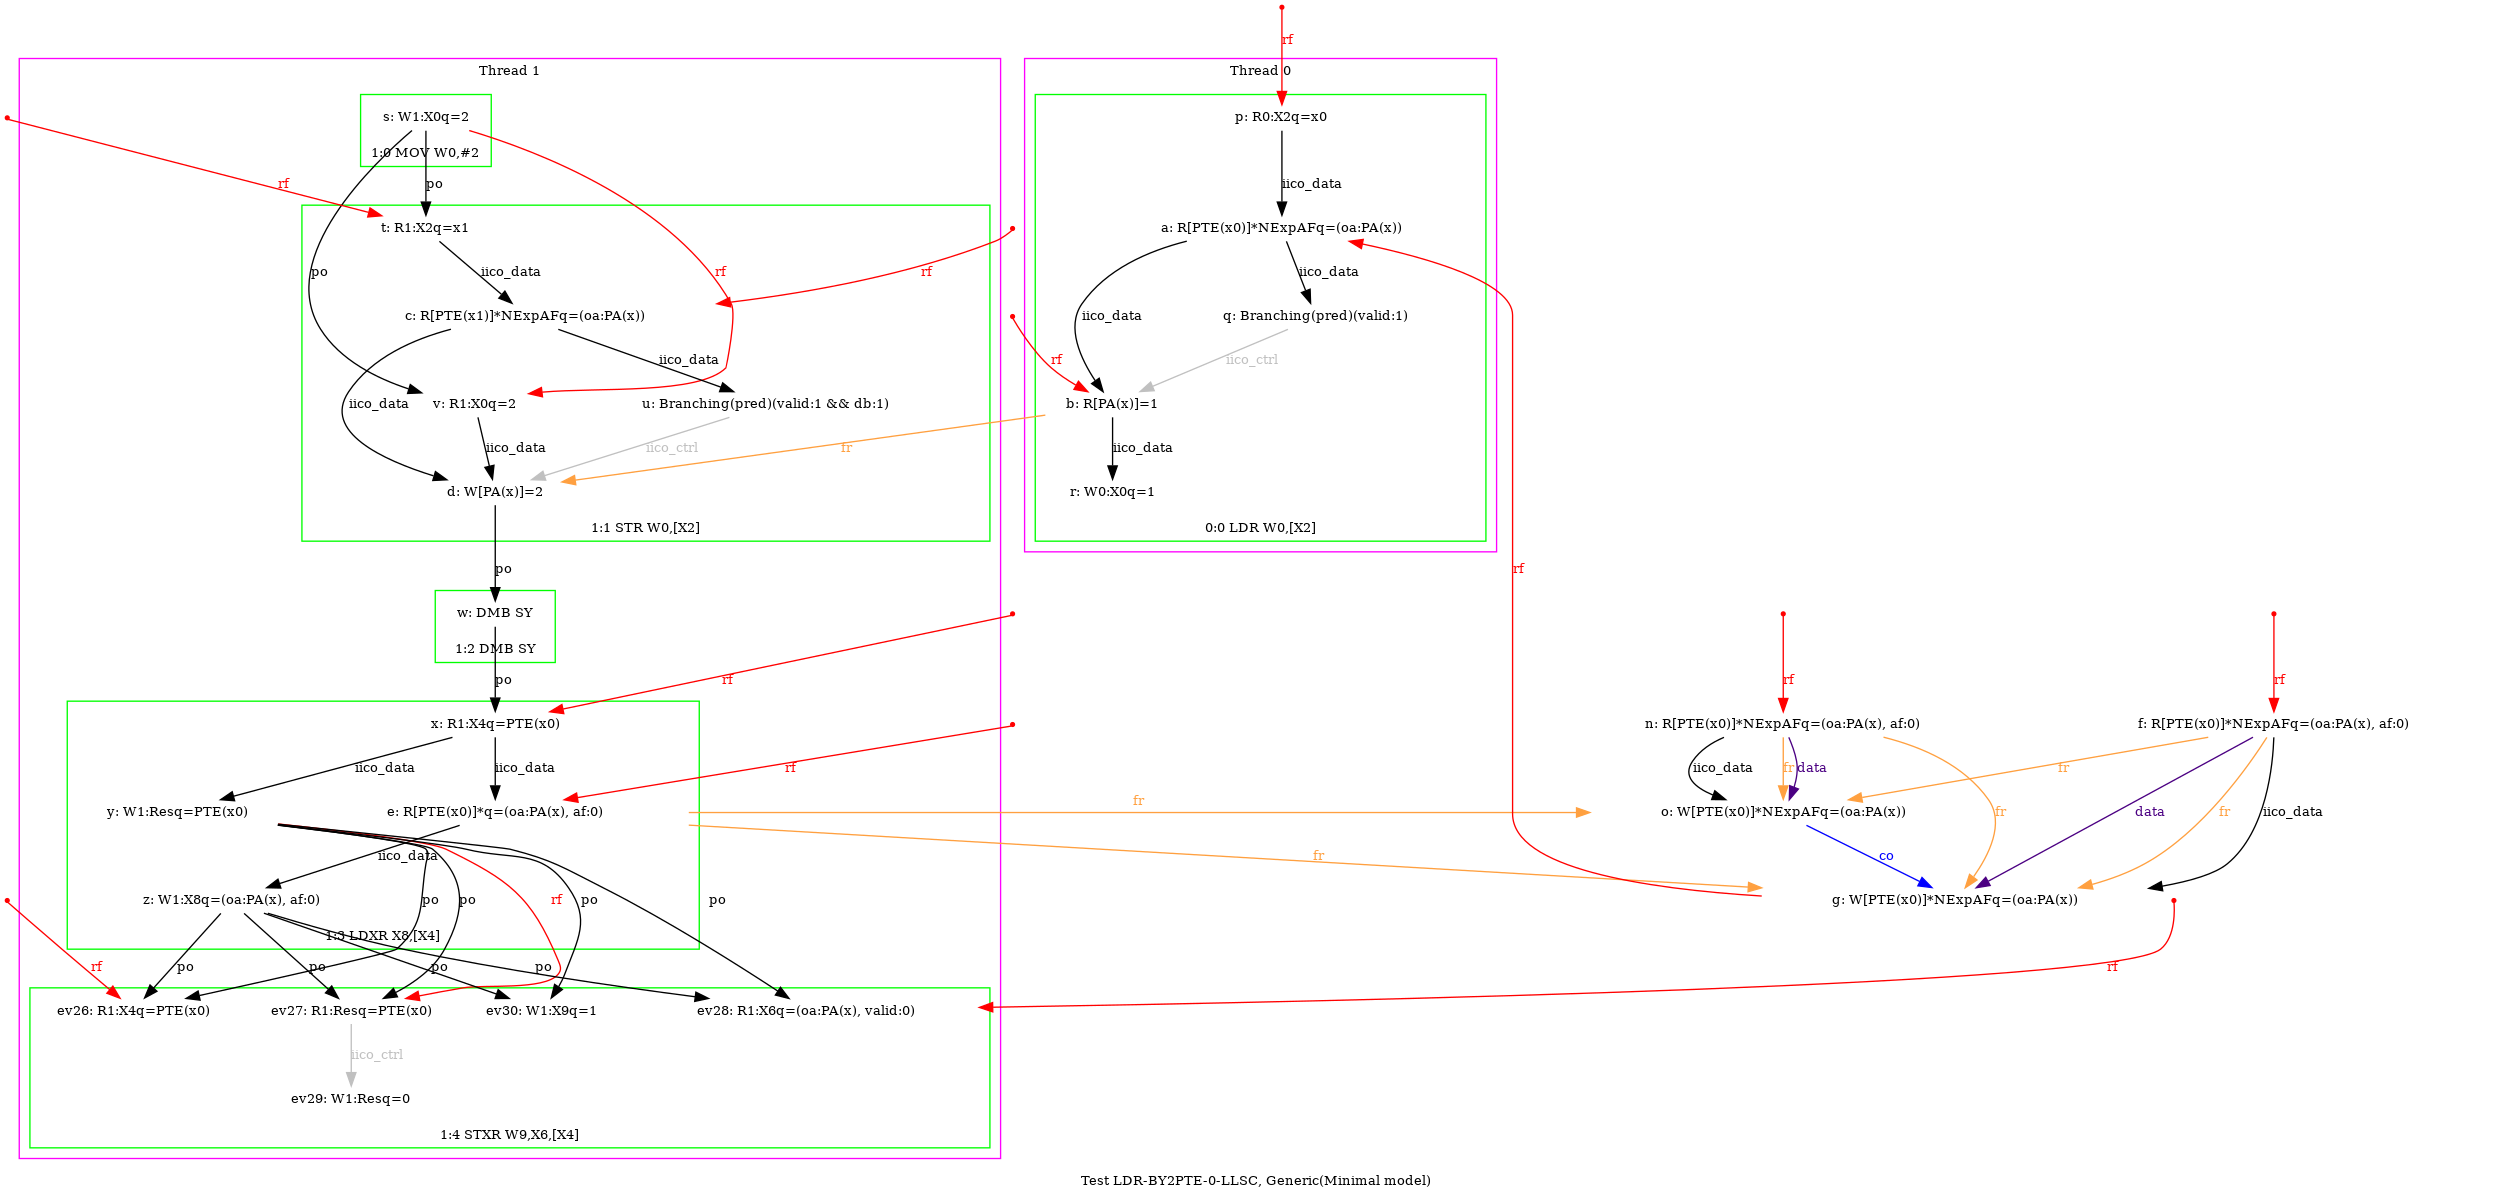 rf
Thread 1
Thread 0
s: W1:X0q=2
1:0 MOV W0,#2
p: R0:X2q=x0
rf
po
iico_data
t: R1:X2q=x1
a: R[PTE(x0)]*NExpAFq=(oa:PA(x))
po
iico_data
rf
rf
iico_data
c: R[PTE(x1)]*NExpAFq=(oa:PA(x))
iico_data
q: Branching(pred)(valid:1)
iico_data
rf
iico_ctrl
iico_data
v: R1:X0q=2
u: Branching(pred)(valid:1 && db:1)
b: R[PA(x)]=1
iico_data
iico_ctrl
fr
iico_data
d: W[PA(x)]=2
r: W0:X0q=1
1:1 STR W0,[X2]
0:0 LDR W0,[X2]
po
rf
w: DMB SY
1:2 DMB SY
po
rf
rf
rf
x: R1:X4q=PTE(x0)
n: R[PTE(x0)]*NExpAFq=(oa:PA(x), af:0)
f: R[PTE(x0)]*NExpAFq=(oa:PA(x), af:0)
iico_data
iico_data
rf
iico_data
fr
data
fr
y: W1:Resq=PTE(x0)
e: R[PTE(x0)]*q=(oa:PA(x), af:0)
fr
o: W[PTE(x0)]*NExpAFq=(oa:PA(x))
fr
data
fr
iico_data
iico_data
fr
co
z: W1:X8q=(oa:PA(x), af:0)
po
po
rf
po
po
g: W[PTE(x0)]*NExpAFq=(oa:PA(x))
1:3 LDXR X8,[X4]
rf
po
po
po
po
rf
ev26: R1:X4q=PTE(x0)
ev27: R1:Resq=PTE(x0)
ev30: W1:X9q=1
ev28: R1:X6q=(oa:PA(x), valid:0)
iico_ctrl
ev29: W1:Resq=0
1:4 STXR W9,X6,[X4]
Test LDR-BY2PTE-0-LLSC, Generic(Minimal model)